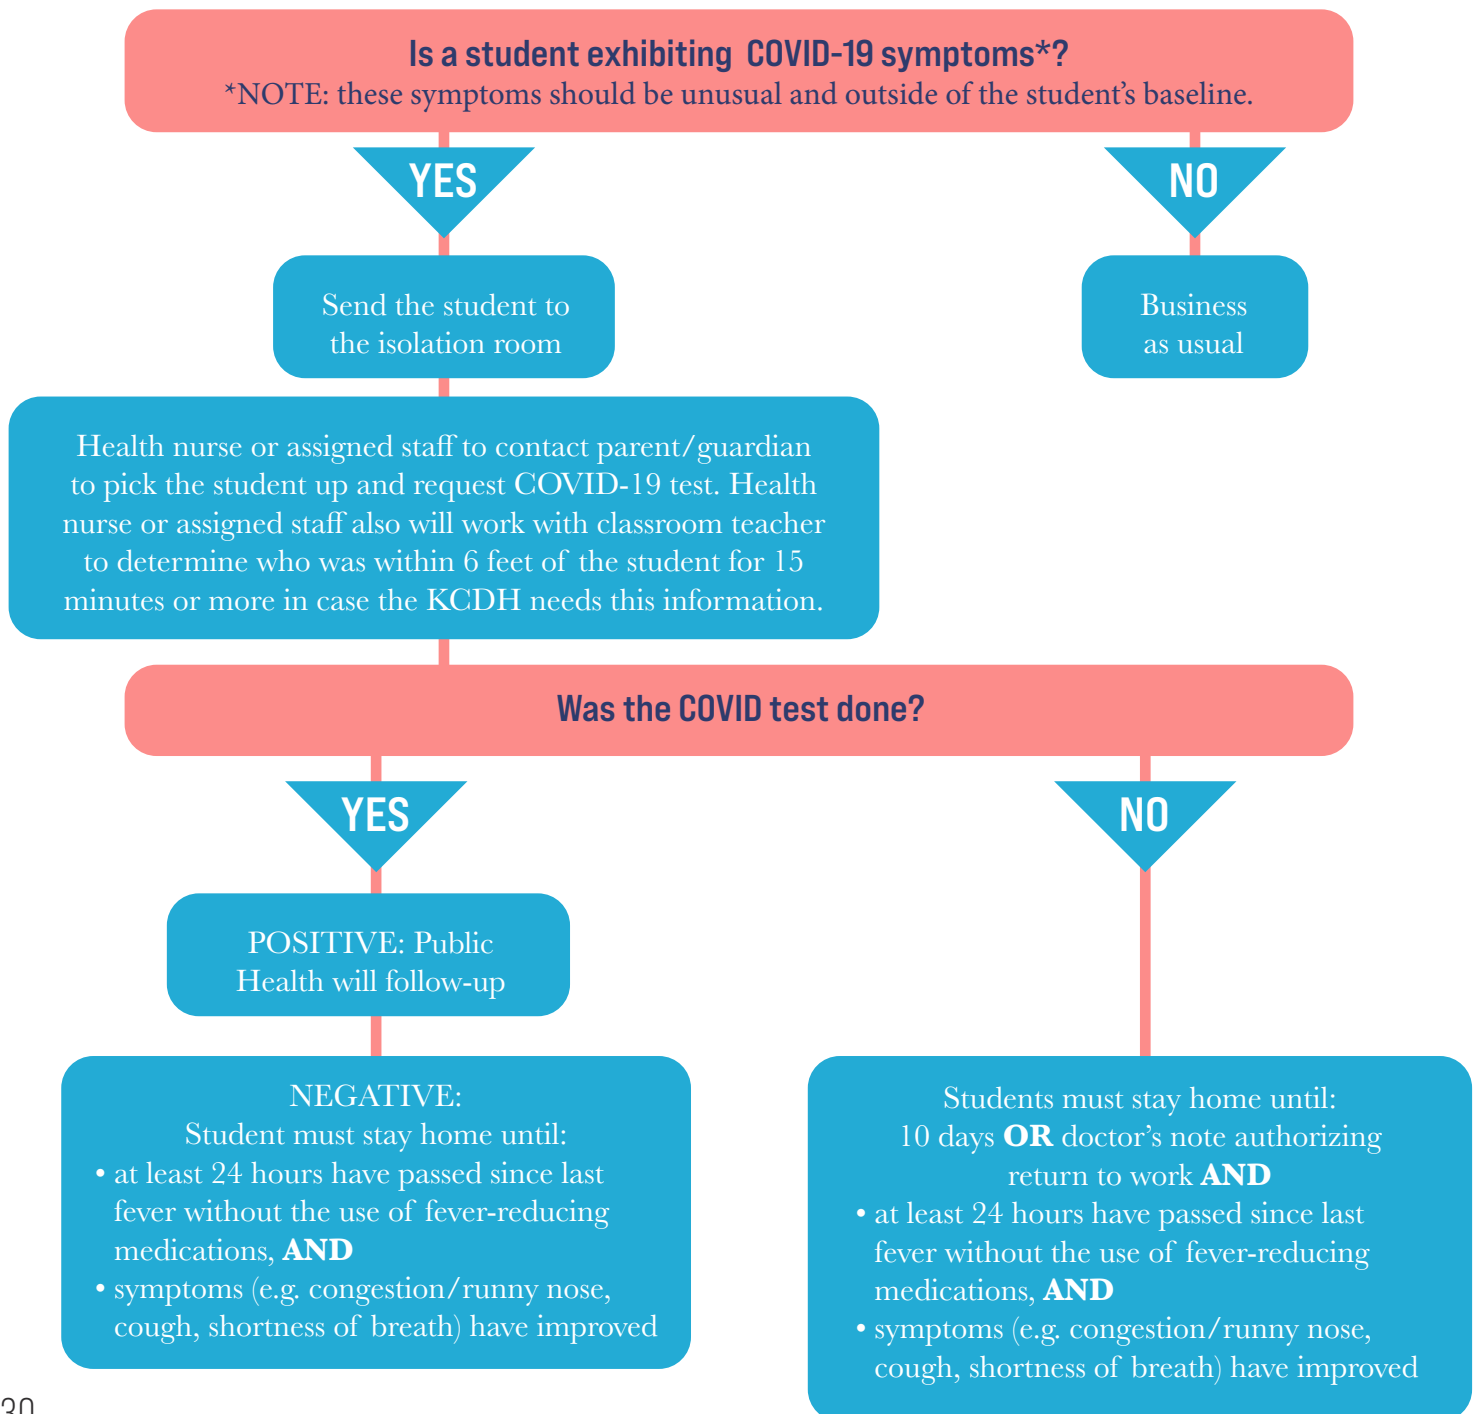 Is a student exhibiting COVID-19 symptoms*?
*NOTE: these symptoms should be unusual and outside of the student's baseline.
YES
NO
Send the student to
the isolation room
Business
as usual
Health nurse or assigned staff to contact parent/guardian
to pick the student up and request COVID-19 test. Health
nurse or assigned staff also will work with classroom teacher
to determine who was within 6 feet of the student for 15
minutes or more in case the KCDH needs this information.
Was the COVID test done?
YES
NO
POSITIVE: Public
Health will follow-up
NEGATIVE:
Student must stay home until:
• at least 24 hours have passed since last
fever without the use of fever-reducing
medications, AND
• symptoms (e.g. congestion/runny nose,
cough, shortness of breath) have improved
Students must stay home until:
10 days OR doctor's note authorizing
return to work AND
• at least 24 hours have passed since last
fever without the use of fever-reducing
medications, AND
• symptoms (e.g. congestion/runny nose,
cough, shortness of breath) have improved
30